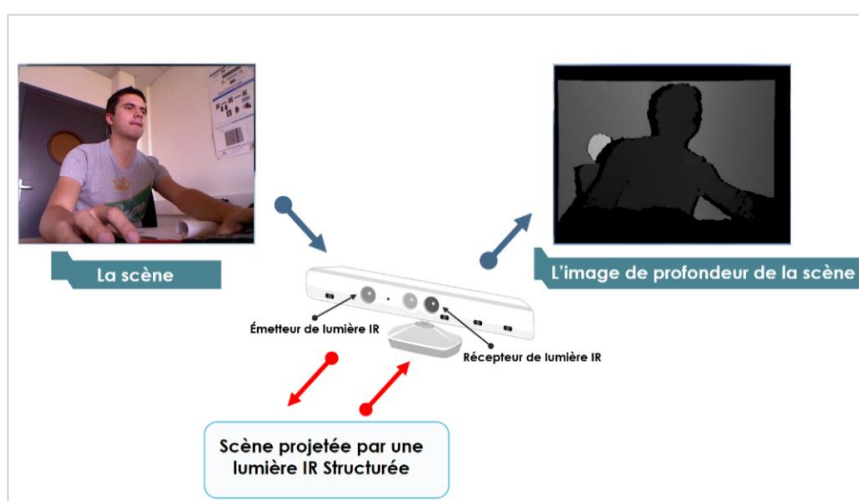 La scène
L'image de profondeur de la scène
Émetteur de lumière IR
Récepteur de lumière IR
Scène projetée par une
lumière IR Structurée